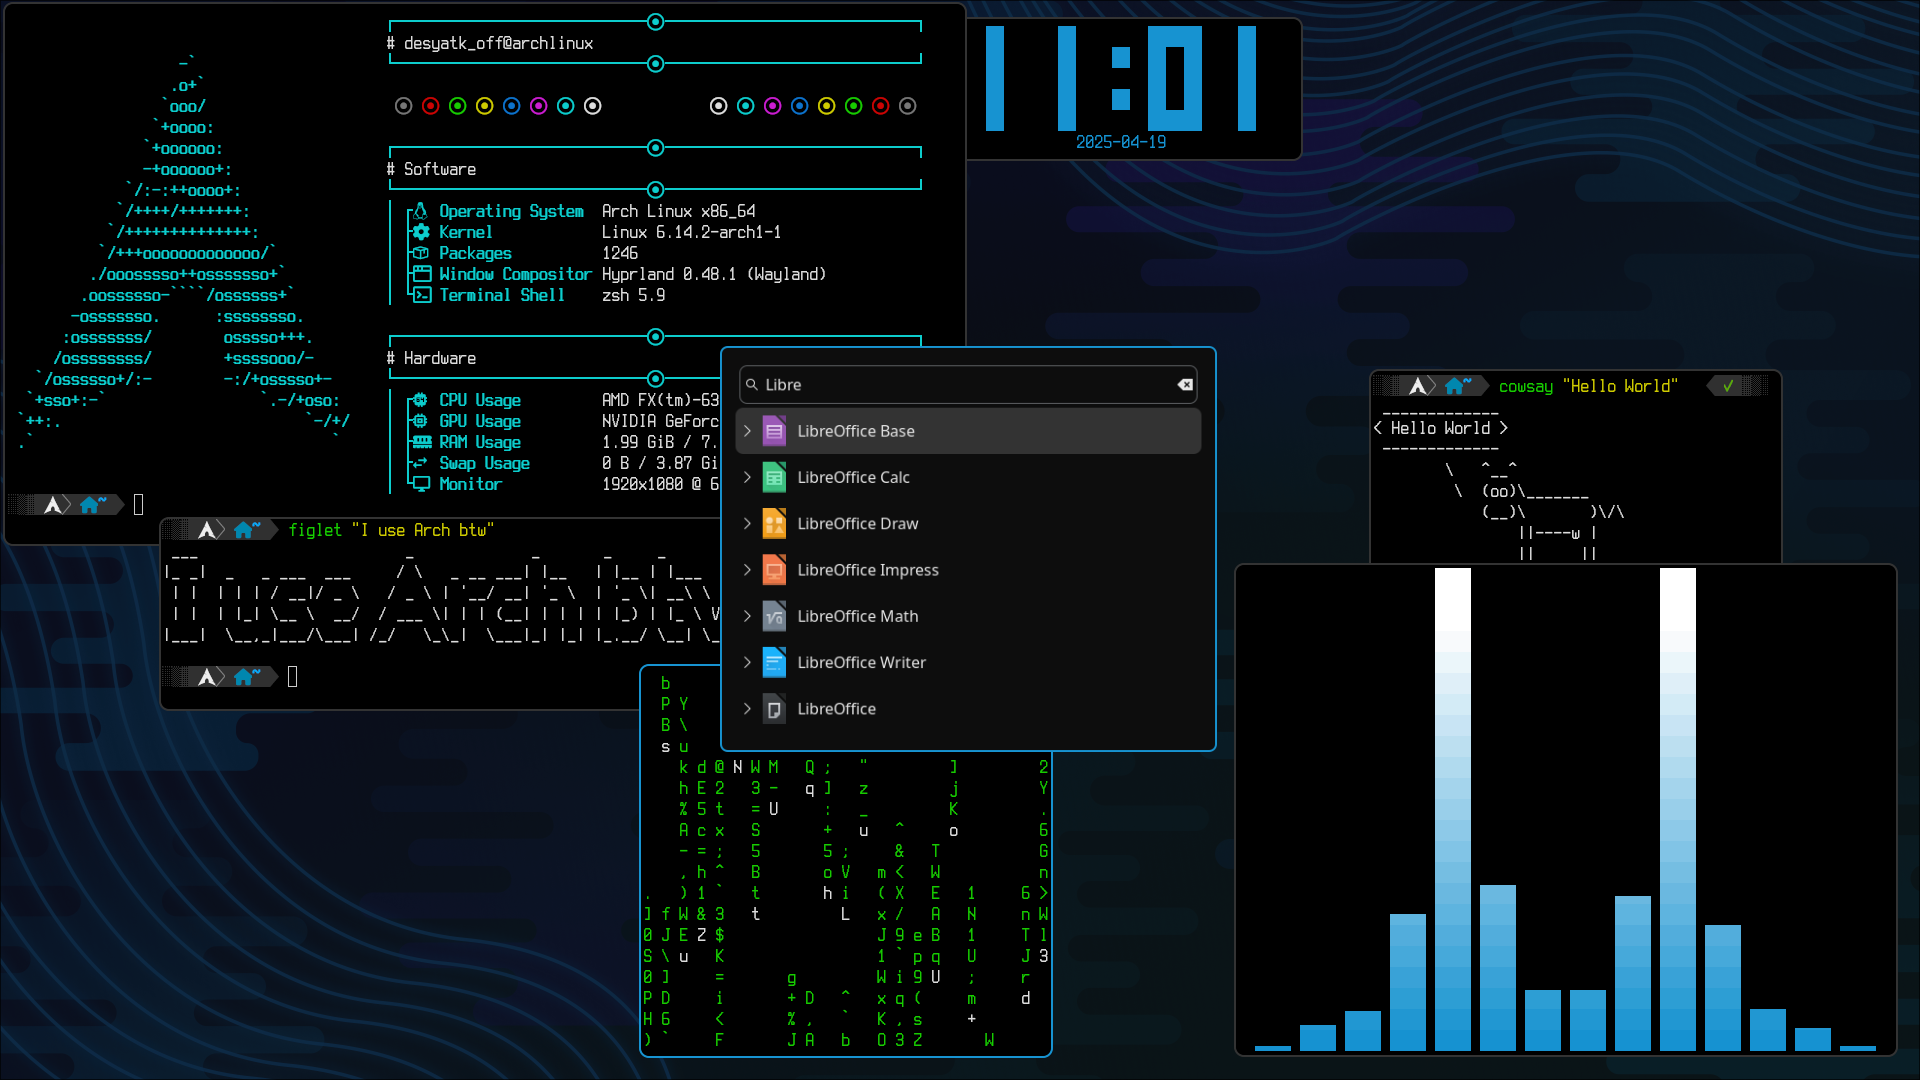 # desyatk_off@archlinux
# Software
Operating System Arch Linux x86_64
Kernel Linux 6.14.2-arch1-1
Packages 1246
Window Compositor Hyprland 0.48.1 (Wayland)
Terminal Shell zsh 5.9
# Hardware
CPU Usage AMD FX(tm)-63
GPU Usage NVIDIA GeForc
RAM Usage 1.99 GiB / 7.
Swap Usage 0 B / 3.87 Gi
Monitor 1920x1080 @ 6
11:01
2025-04-19
figlet "I use Arch btw"
I use Arch btw
Libre
LibreOffice Base
LibreOffice Calc
LibreOffice Draw
LibreOffice Impress
LibreOffice Math
LibreOffice Writer
LibreOffice
cowsay "Hello World" ✓
< Hello World >